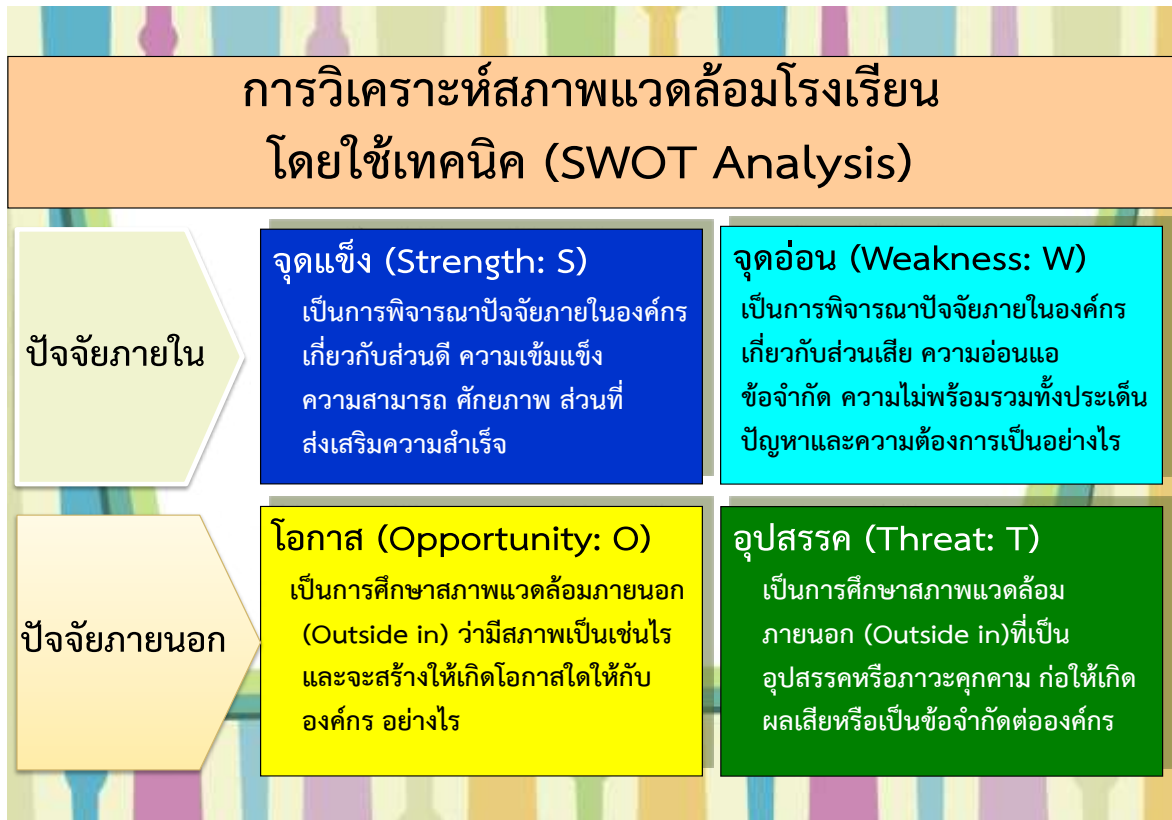 การวิเคราะห์สภาพแวดล้อมโรงเรียน
โดยใช้เทคนิค (SWOT Analysis)
ปัจจัยภายใน
จุดแข็ง (Strength: S)
เป็นการพิจารณาปัจจัยภายในองค์กร
เกี่ยวกับส่วนดี ความเข้มแข็ง
ความสามารถ ศักยภาพ ส่วนที่
ส่งเสริมความสำเร็จ
จุดอ่อน (Weakness: W)
เป็นการพิจารณาปัจจัยภายในองค์กร
เกี่ยวกับส่วนเสีย ความอ่อนแอ
ข้อจำกัด ความไม่พร้อมรวมทั้งประเด็น
ปัญหาและความต้องการเป็นอย่างไร
ปัจจัยภายนอก
โอกาส (Opportunity: O)
เป็นการศึกษาสภาพแวดล้อมภายนอก
(Outside in) ว่ามีสภาพเป็นเช่นไร
และจะสร้างให้เกิดโอกาสใดให้กับ
องค์กร อย่างไร
อุปสรรค (Threat: T)
เป็นการศึกษาสภาพแวดล้อม
ภายนอก (Outside in)ที่เป็น
อุปสรรคหรือภาวะคุกคาม ก่อให้เกิด
ผลเสียหรือเป็นข้อจำกัดต่อองค์กร